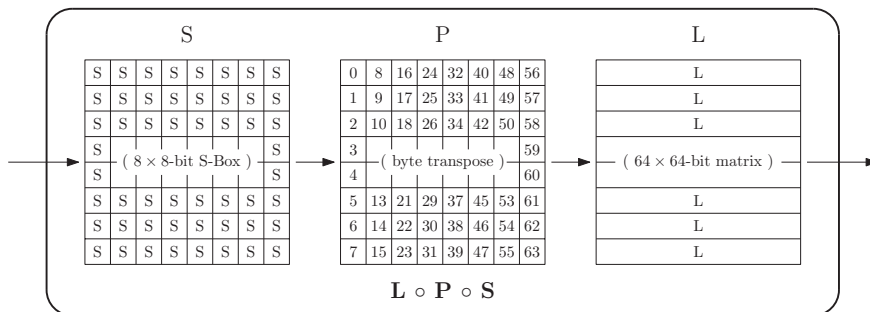 S P L
S S S S S S S S 0 8 16 24 32 40 48 56 L
S S S S S S S S 1 9 17 25 33 41 49 57 L
S S S S S S S S 2 10 18 26 34 42 50 58 L
S S 3 59
( 8 × 8-bit S-Box ) ( byte transpose ) ( 64 × 64-bit matrix )
S S 4 60
S S S S S S S S 5 13 21 29 37 45 53 61 L
S S S S S S S S 6 14 22 30 38 46 54 62 L
S S S S S S S S 7 15 23 31 39 47 55 63 L
L ∘ P ∘ S